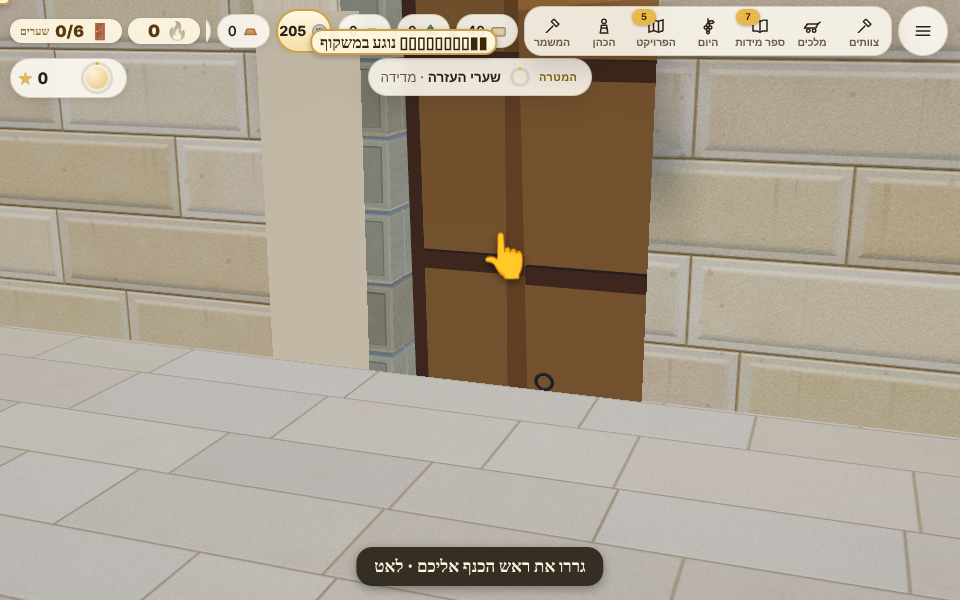 צוותים
מלכים
ספר מידות
7
היום
הפרויקט
5
הכהן
המשמר
205
0
0
0/6 שערים
נוגע במשקוף
המטרה שערי העזרה · מדידה
0
גררו את ראש הכנף אליכם · לאט